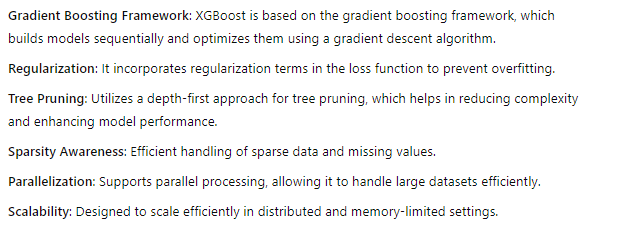 Gradient Boosting Framework: XGBoost is based on the gradient boosting framework, which
builds models sequentially and optimizes them using a gradient descent algorithm.
Regularization: It incorporates regularization terms in the loss function to prevent overfitting.
Tree Pruning: Utilizes a depth-first approach for tree pruning, which helps in reducing complexity
and enhancing model performance.
Sparsity Awareness: Efficient handling of sparse data and missing values.
Parallelization: Supports parallel processing, allowing it to handle large datasets efficiently.
Scalability: Designed to scale efficiently in distributed and memory-limited settings.